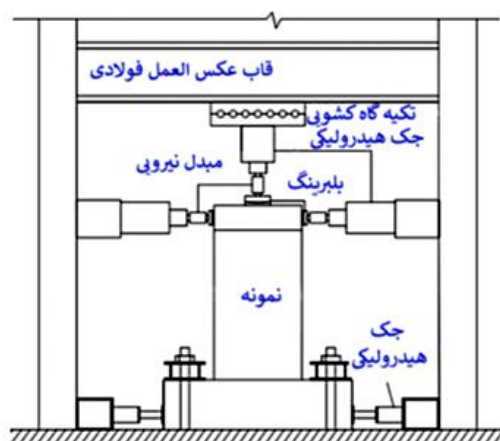 قاب عکس العمل فولادی
تکیه گاه کشویی
جک هیدرولیکی
مبدل نیرویی
بلبرینگ
نمونه
جک
هیدرولیکی